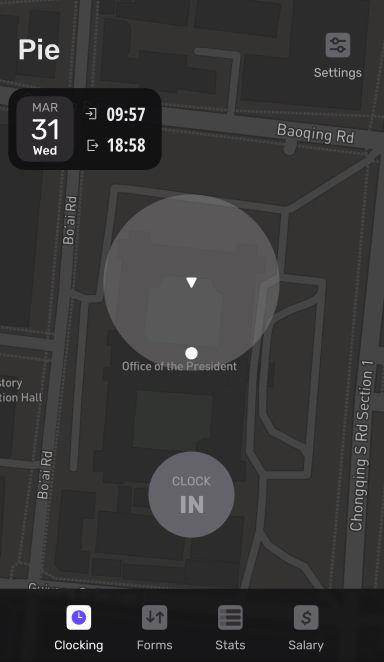 Pie
Settings
MAR
31
Wed
09:57
18:58
Baoqing Rd
Bo'ai Rd
Office of the President
story
tion Hall
Chongqing S Rd Section 1
CLOCK
IN
Bo'ai Rd
Clocking
Forms
Stats
Salary